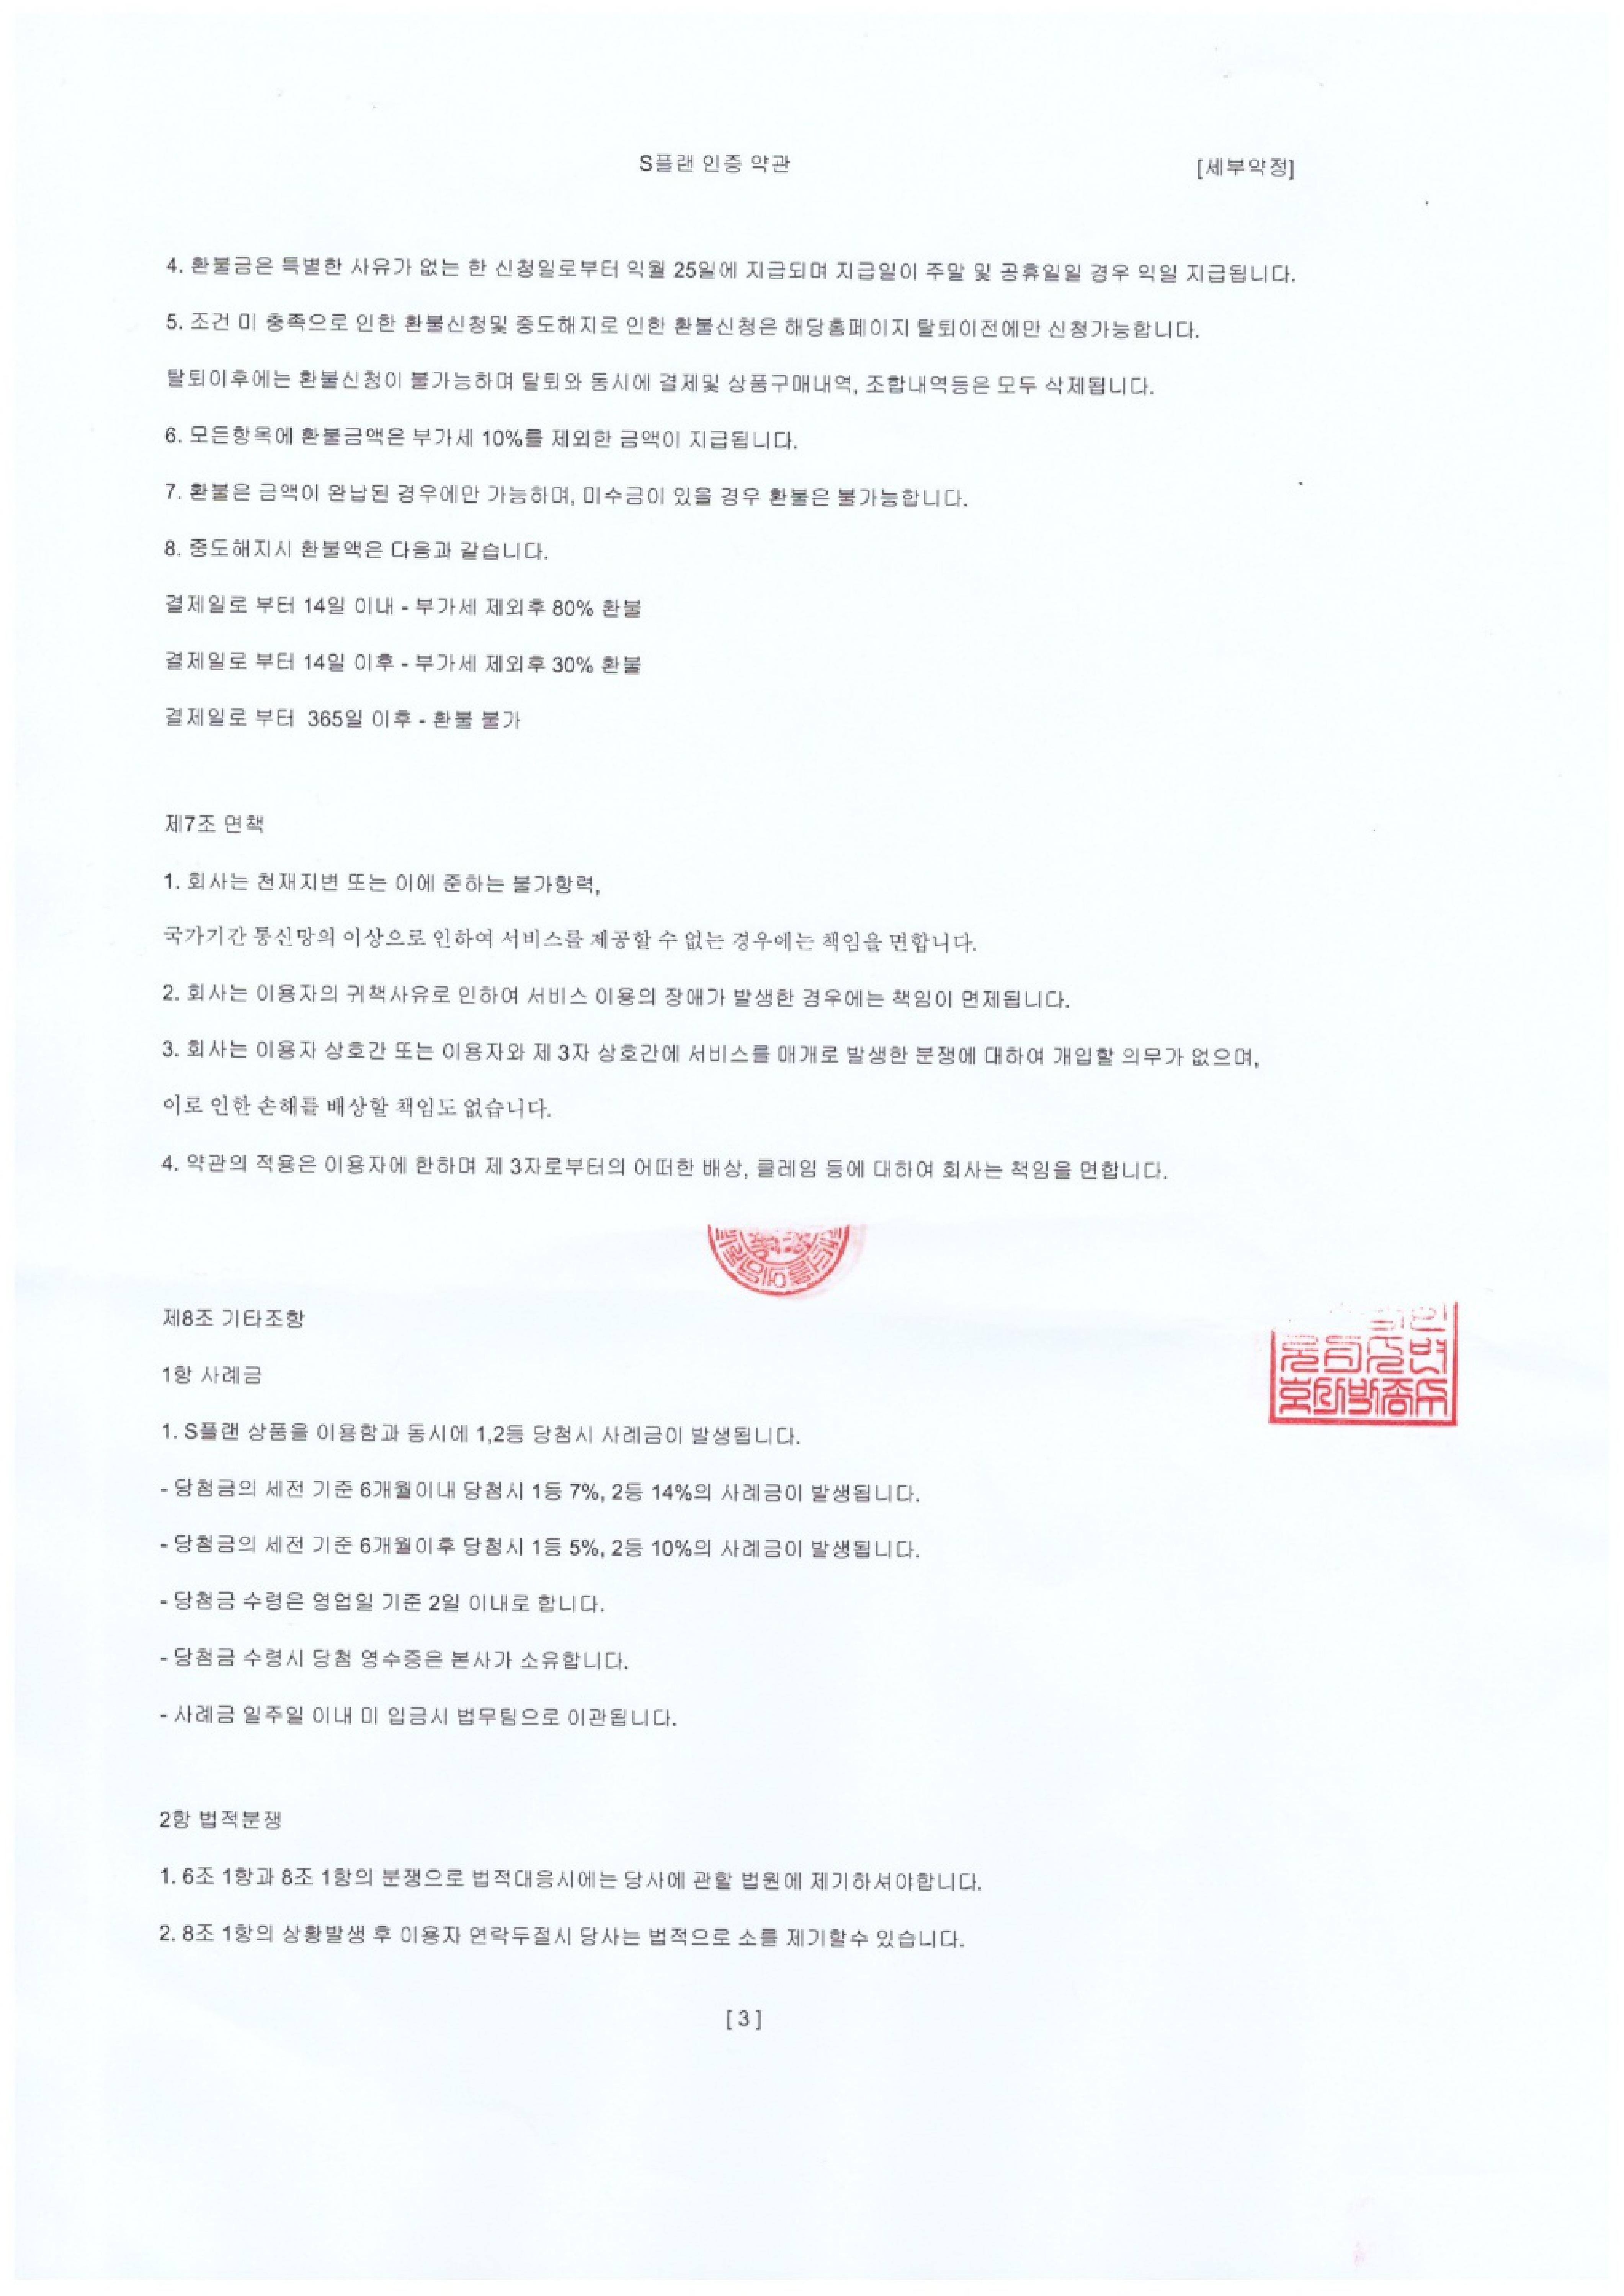 S플랜 인증 약관
[세부약정]
4. 환불금은 특별한 사유가 없는 한 신청일로부터 익월 25일에 지급되며 지급일이 주말 및 공휴일일 경우 익일 지급됩니다.
5. 조건 미 충족으로 인한 환불신청및 중도해지로 인한 환불신청은 해당홈페이지 탈퇴이전에만 신청가능합니다.
탈퇴이후에는 환불신청이 불가능하며 탈퇴와 동시에 결제및 상품구매내역, 조합내역등은 모두 삭제됩니다.
6. 모든항목에 환불금액은 부가세 10%를 제외한 금액이 지급됩니다.
7. 환불은 금액이 완납된 경우에만 가능하며, 미수금이 있을 경우 환불은 불가능합니다.
8. 중도해지시 환불액은 다음과 같습니다.
결제일로 부터 14일 이내 - 부가세 제외후 80% 환불
결제일로 부터 14일 이후 - 부가세 제외후 30% 환불
결제일로 부터 365일 이후 - 환불 불가
제7조 면책
1. 회사는 천재지변 또는 이에 준하는 불가항력,
국가기간 통신망의 이상으로 인하여 서비스를 제공할 수 없는 경우에는 책임을 면합니다.
2. 회사는 이용자의 귀책사유로 인하여 서비스 이용의 장애가 발생한 경우에는 책임이 면제됩니다.
3. 회사는 이용자 상호간 또는 이용자와 제 3자 상호간에 서비스를 매개로 발생한 분쟁에 대하여 개입할 의무가 없으며,
이로 인한 손해를 배상할 책임도 없습니다.
4. 약관의 적용은 이용자에 한하며 제 3자로부터의 어떠한 배상, 클레임 등에 대하여 회사는 책임을 면합니다.
제8조 기타조항
1항 사례금
1. S플랜 상품을 이용함과 동시에 1,2등 당첨시 사례금이 발생됩니다.
- 당첨금의 세전 기준 6개월이내 당첨시 1등 7%, 2등 14%의 사례금이 발생됩니다.
- 당첨금의 세전 기준 6개월이후 당첨시 1등 5%, 2등 10%의 사례금이 발생됩니다.
- 당첨금 수령은 영업일 기준 2일 이내로 합니다.
- 당첨금 수령시 당첨 영수증은 본사가 소유합니다.
- 사례금 일주일 이내 미 입금시 법무팀으로 이관됩니다.
2항 법적분쟁
1. 6조 1항과 8조 1항의 분쟁으로 법적대응시에는 당사에 관할 법원에 제기하셔야합니다.
2. 8조 1항의 상황발생 후 이용자 연락두절시 당사는 법적으로 소를 제기할수 있습니다.
[ 3 ]